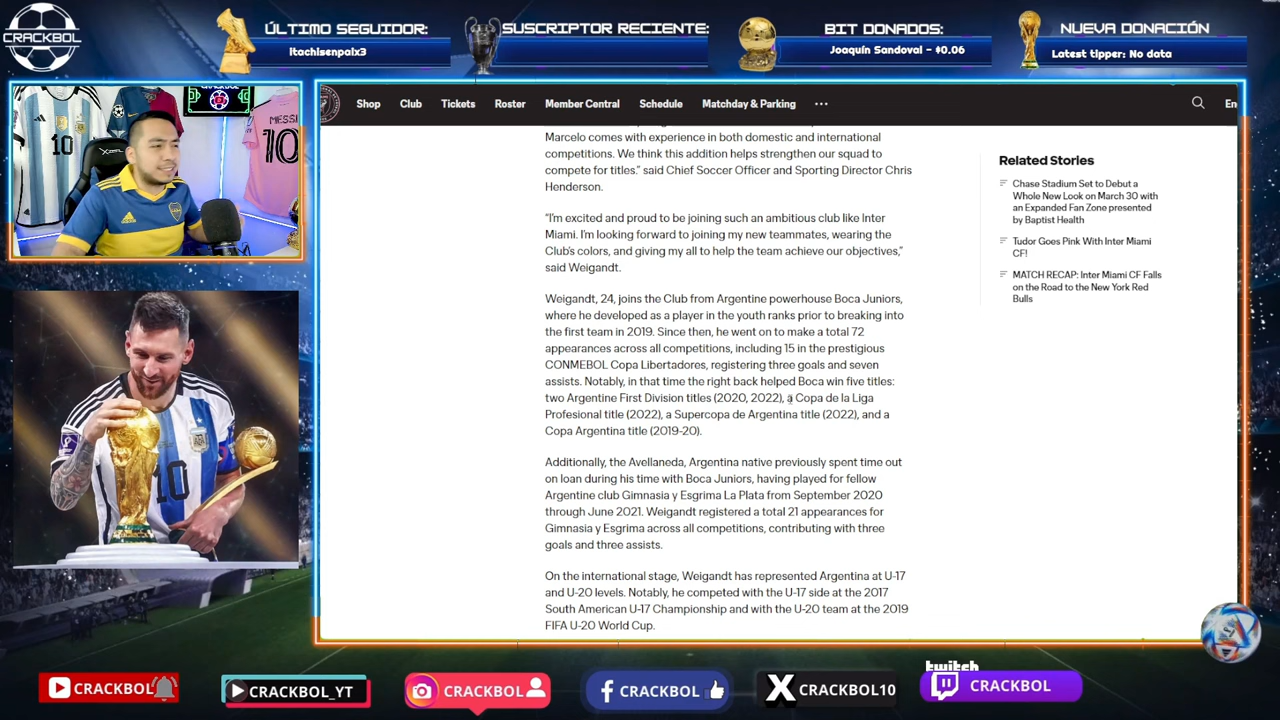 CRACKBOL
ÚLTIMO SEGUIDOR:
Itachisenpaix3
SUSCRIPTOR RECIENTE:
BIT DONADOS:
Joaquín Sandoval - $0.06
NUEVA DONACIÓN
Latest tipper: No data
Shop Club Tickets Roster Member Central Schedule Matchday & Parking ••• En
10
MESSI
10
Marcelo comes with experience in both domestic and international
competitions. We think this addition helps strengthen our squad to
compete for titles.” said Chief Soccer Officer and Sporting Director Chris
Henderson.
“I’m excited and proud to be joining such an ambitious club like Inter
Miami. I’m looking forward to joining my new teammates, wearing the
Club’s colors, and giving my all to help the team achieve our objectives,”
said Weigandt.
Weigandt, 24, joins the Club from Argentine powerhouse Boca Juniors,
where he developed as a player in the youth ranks prior to breaking into
the first team in 2019. Since then, he went on to make a total 72
appearances across all competitions, including 15 in the prestigious
CONMEBOL Copa Libertadores, registering three goals and seven
assists. Notably, in that time the right back helped Boca win five titles:
two Argentine First Division titles (2020, 2022), a Copa de la Liga
Profesional title (2022), a Supercopa de Argentina title (2022), and a
Copa Argentina title (2019-20).
Additionally, the Avellaneda, Argentina native previously spent time out
on loan during his time with Boca Juniors, having played for fellow
Argentine club Gimnasia y Esgrima La Plata from September 2020
through June 2021. Weigandt registered a total 21 appearances for
Gimnasia y Esgrima across all competitions, contributing with three
goals and three assists.
On the international stage, Weigandt has represented Argentina at U-17
and U-20 levels. Notably, he competed with the U-17 side at the 2017
South American U-17 Championship and with the U-20 team at the 2019
FIFA U-20 World Cup.
Related Stories
Chase Stadium Set to Debut a
Whole New Look on March 30 with
an Expanded Fan Zone presented
by Baptist Health
Tudor Goes Pink With Inter Miami
CF!
MATCH RECAP: Inter Miami CF Falls
on the Road to the New York Red
Bulls
10
CRACKBOL
CRACKBOL_YT
CRACKBOL
CRACKBOL
CRACKBOL10
twitch
CRACKBOL